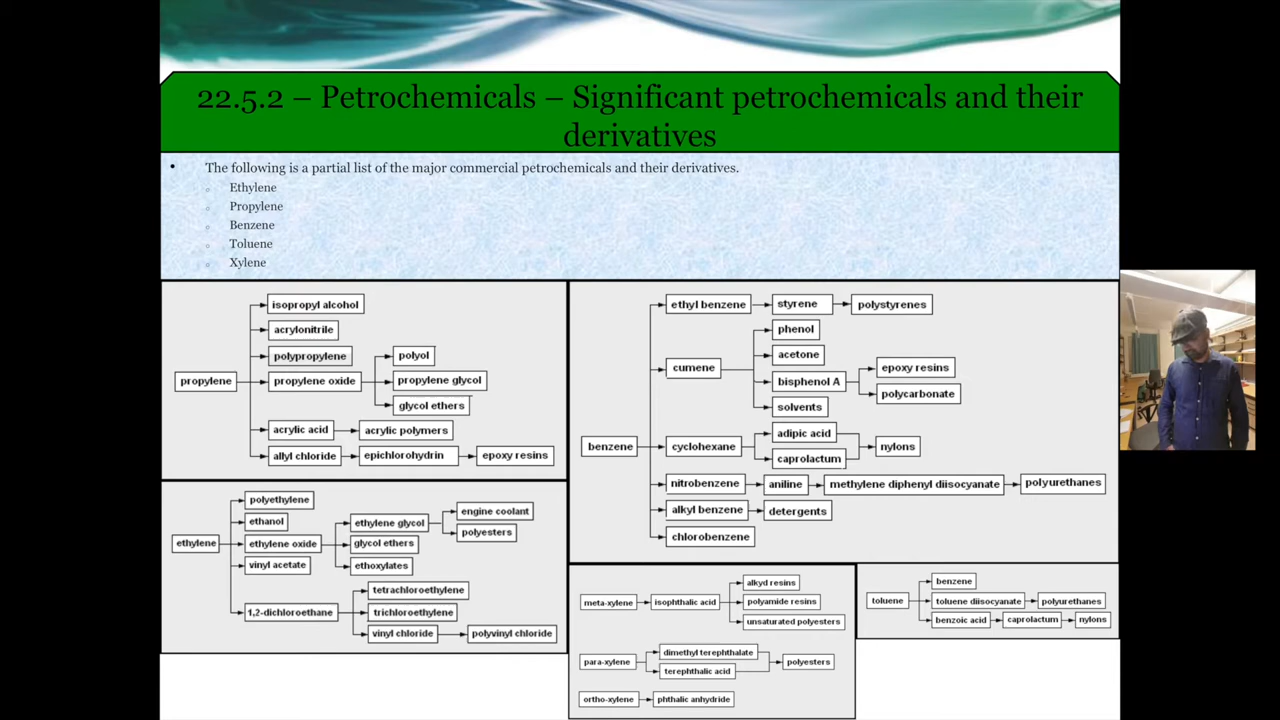 22.5.2 – Petrochemicals – Significant petrochemicals and their
derivatives
The following is a partial list of the major commercial petrochemicals and their derivatives.
Ethylene
Propylene
Benzene
Toluene
Xylene
propylene
isopropyl alcohol
acrylonitrile
polypropylene
propylene oxide
polyol
propylene glycol
glycol ethers
acrylic acid
acrylic polymers
allyl chloride
epichlorohydrin
epoxy resins
ethylene
polyethylene
ethanol
ethylene oxide
ethylene glycol
engine coolant
polyesters
glycol ethers
ethoxylates
vinyl acetate
1,2-dichloroethane
tetrachloroethylene
trichloroethylene
vinyl chloride
polyvinyl chloride
benzene
ethyl benzene
styrene
polystyrenes
cumene
phenol
acetone
bisphenol A
epoxy resins
polycarbonate
solvents
cyclohexane
adipic acid
caprolactum
nylons
nitrobenzene
aniline
methylene diphenyl diisocyanate
polyurethanes
alkyl benzene
detergents
chlorobenzene
meta-xylene
isophthalic acid
alkyd resins
polyamide resins
unsaturated polyesters
para-xylene
dimethyl terephthalate
terephthalic acid
polyesters
ortho-xylene
phthalic anhydride
toluene
benzene
toluene diisocyanate
polyurethanes
benzoic acid
caprolactum
nylons